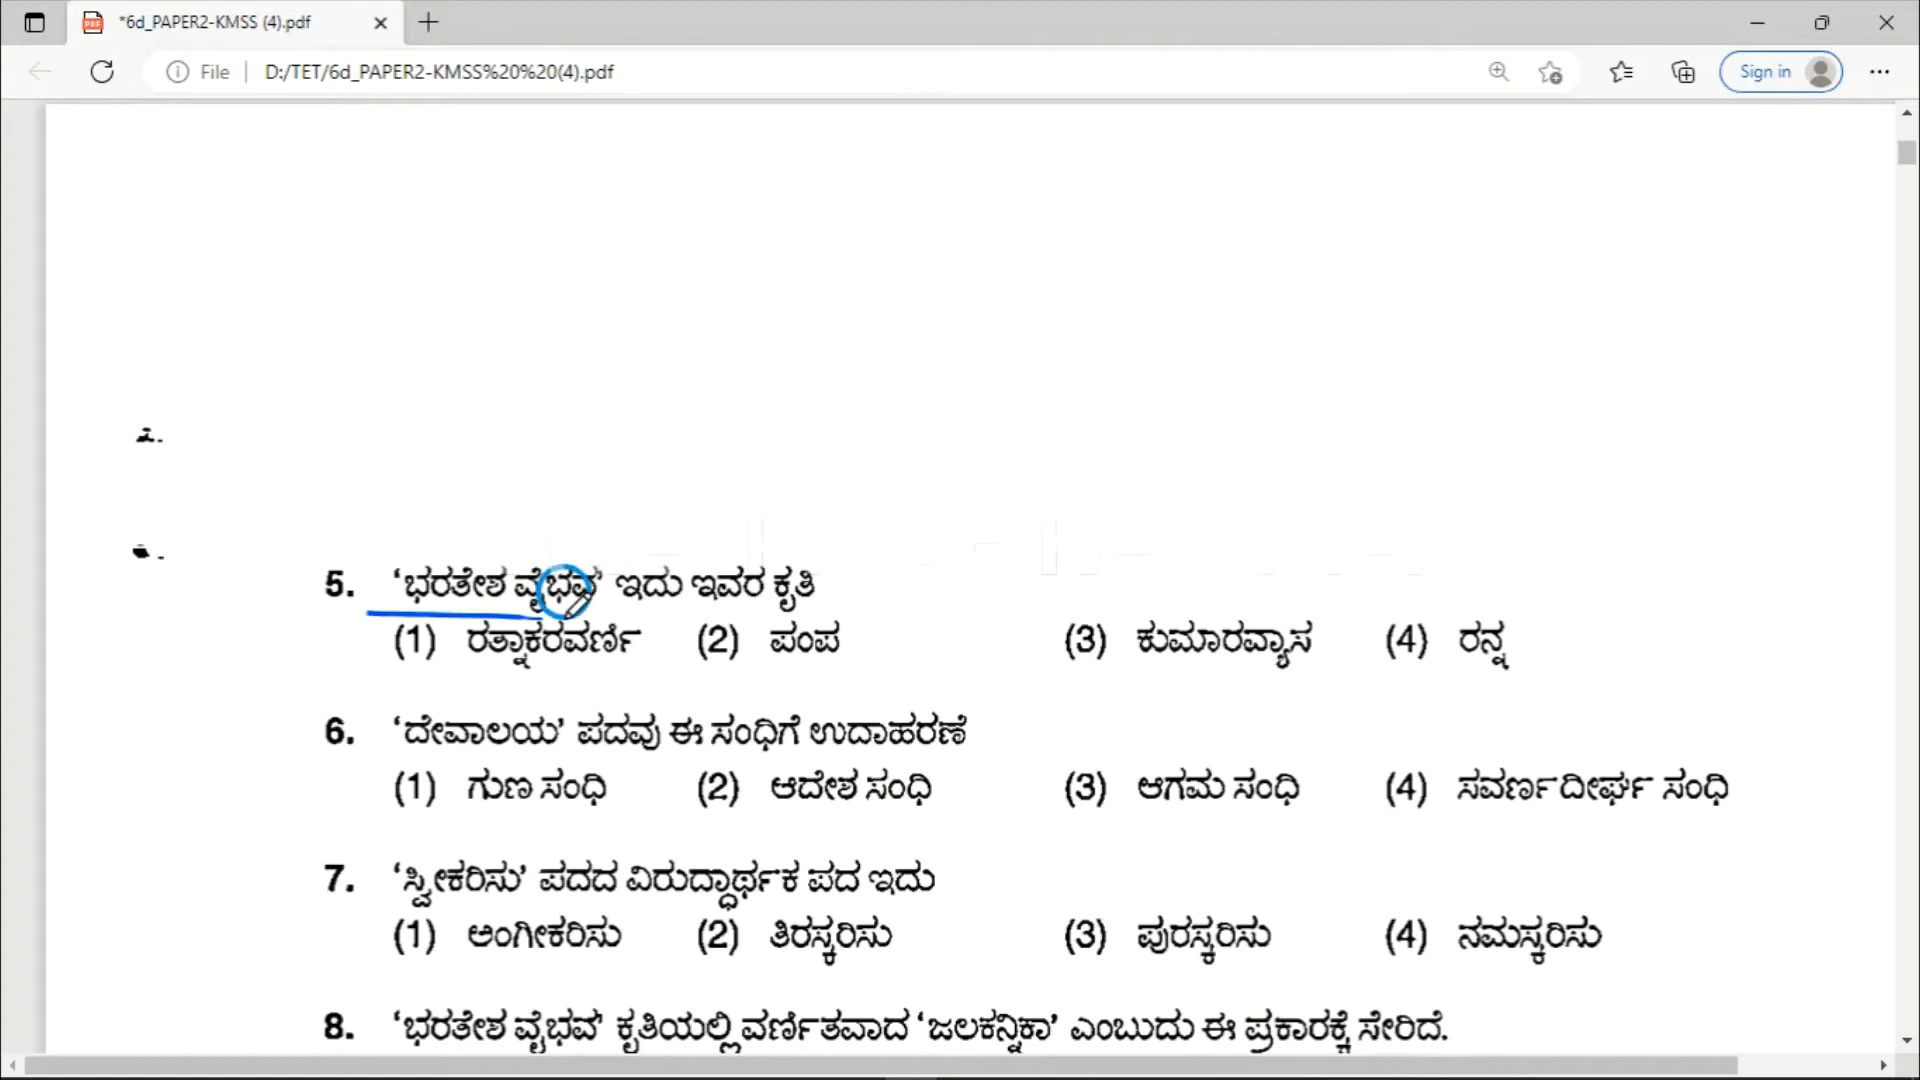 *6d_PAPER2-KMSS (4).pdf
File | D:/TET/6d_PAPER2-KMSS%20%20(4).pdf
Sign in
5. ‘ಭರತೇಶ ವೈಭವ’ ಇದು ಇವರ ಕೃತಿ
(1) ರತ್ನಾಕರವರ್ಣಿ (2) ಪಂಪ (3) ಕುಮಾರವ್ಯಾಸ (4) ರನ್ನ
6. ‘ದೇವಾಲಯ’ ಪದವು ಈ ಸಂಧಿಗೆ ಉದಾಹರಣೆ
(1) ಗುಣ ಸಂಧಿ (2) ಆದೇಶ ಸಂಧಿ (3) ಆಗಮ ಸಂಧಿ (4) ಸವರ್ಣದೀರ್ಘ ಸಂಧಿ
7. ‘ಸ್ವೀಕರಿಸು’ ಪದದ ವಿರುದ್ಧಾರ್ಥಕ ಪದ ಇದು
(1) ಅಂಗೀಕರಿಸು (2) ತಿರಸ್ಕರಿಸು (3) ಪುರಸ್ಕರಿಸು (4) ನಮಸ್ಕರಿಸು
8. ‘ಭರತೇಶ ವೈಭವ’ ಕೃತಿಯಲ್ಲಿ ವರ್ಣಿತವಾದ ‘ಜಲಕನ್ನಿಕಾ’ ಎಂಬುದು ಈ ಪ್ರಕಾರಕ್ಕೆ ಸೇರಿದೆ.